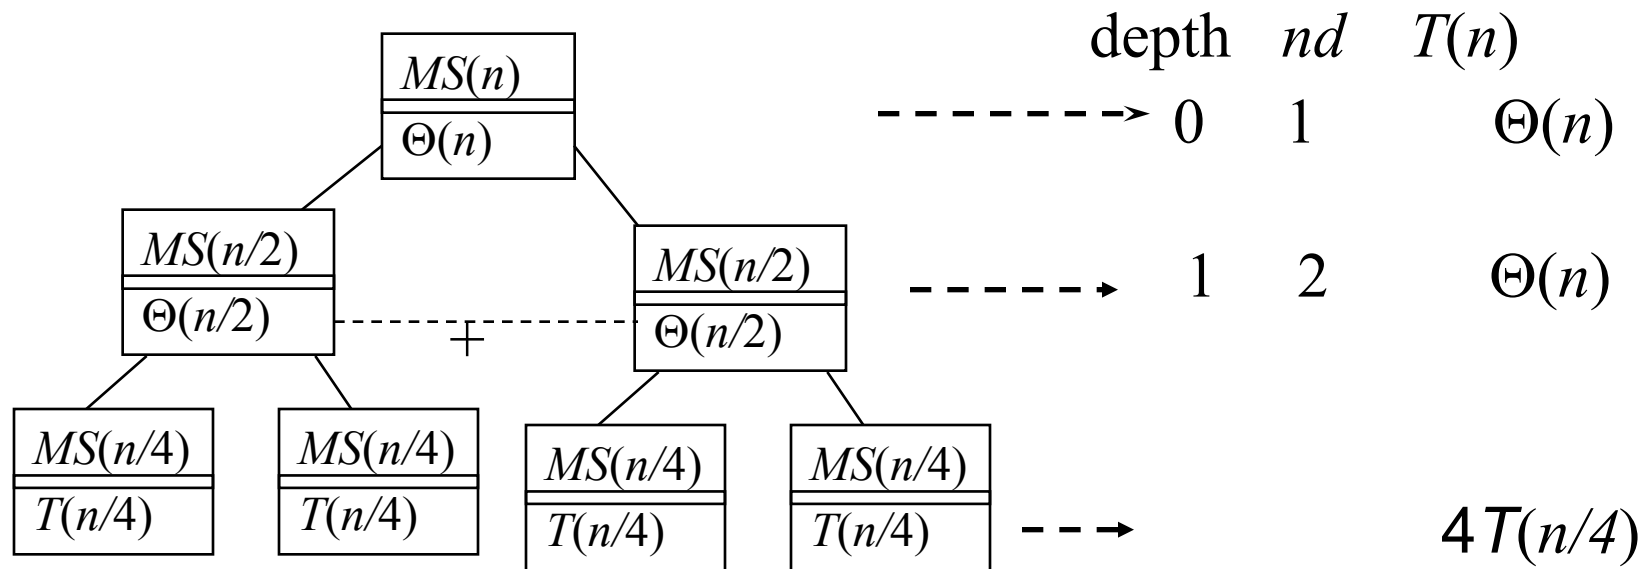 depth nd T(n)
MS(n)
Θ(n)
0 1 Θ(n)
MS(n/2)
Θ(n/2)
+
MS(n/2)
Θ(n/2)
1 2 Θ(n)
MS(n/4)
T(n/4)
MS(n/4)
T(n/4)
MS(n/4)
T(n/4)
MS(n/4)
T(n/4)
4T(n/4)